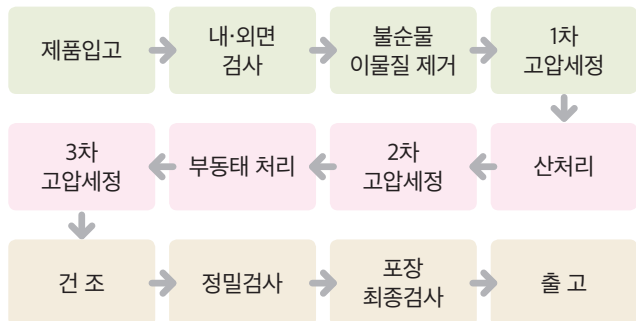 제품입고
내·외면
검사
불순물
이물질 제거
1차
고압세정
산처리
2차
고압세정
부동태 처리
3차
고압세정
건 조
정밀검사
포장
최종검사
출 고